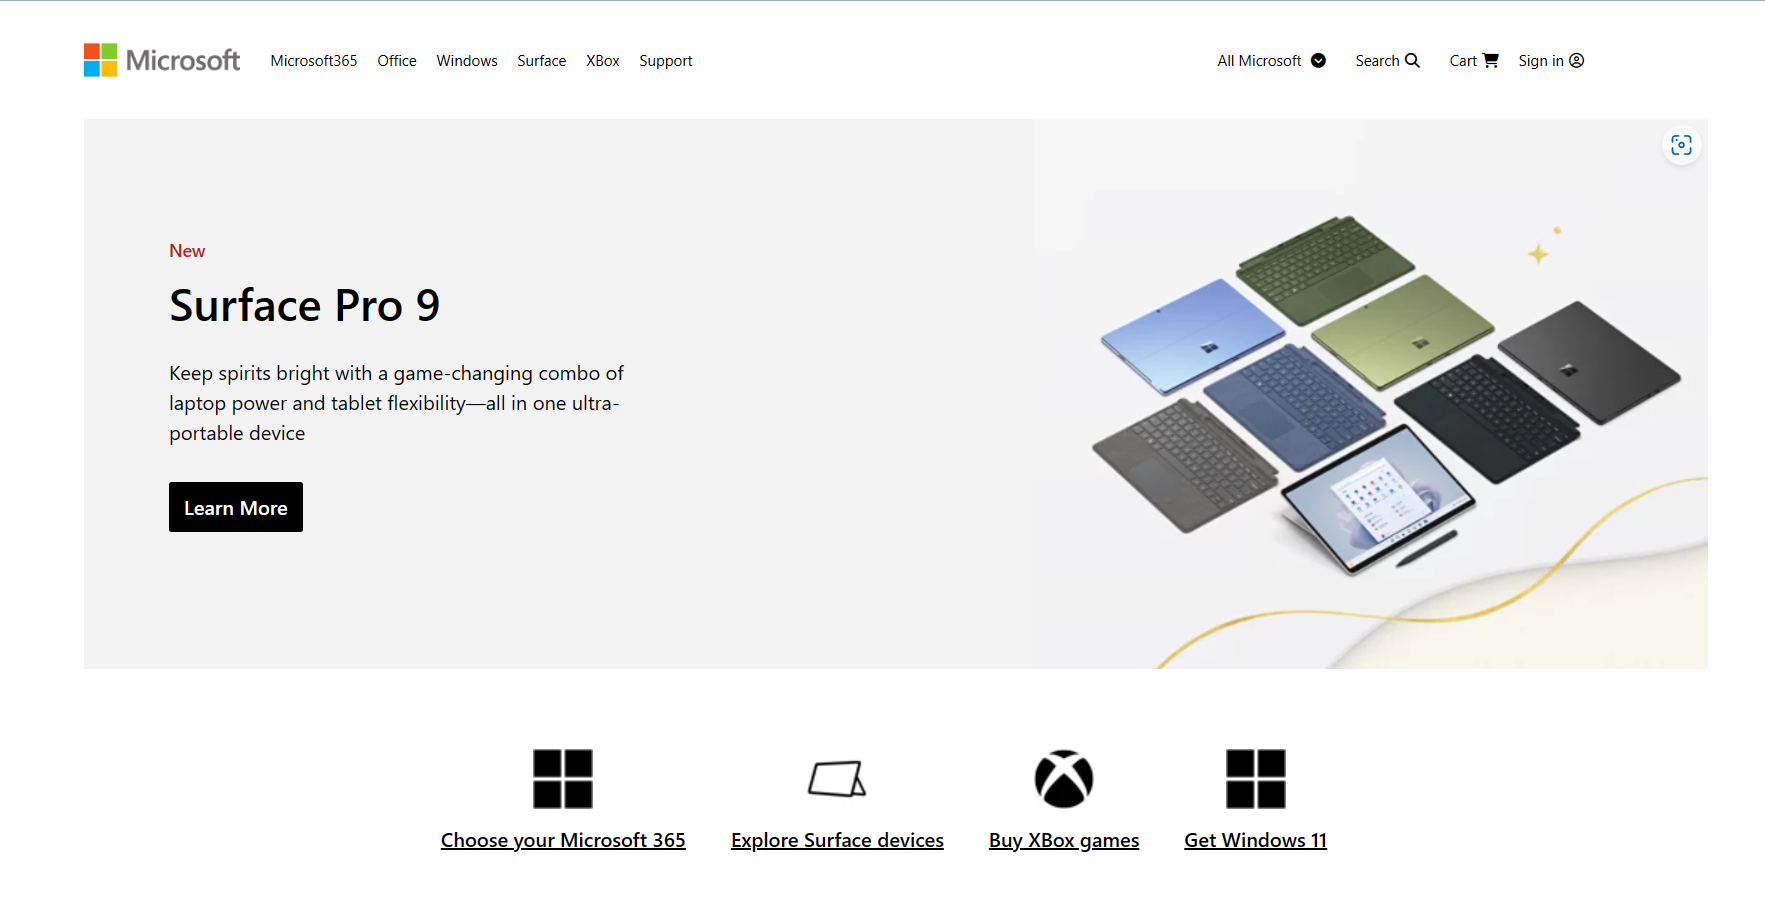 Microsoft
Microsoft365 Office Windows Surface XBox Support
All Microsoft Search Cart Sign in
New
Surface Pro 9
Keep spirits bright with a game-changing combo of
laptop power and tablet flexibility—all in one ultra-
portable device
Learn More
Choose your Microsoft 365
Explore Surface devices
Buy XBox games
Get Windows 11